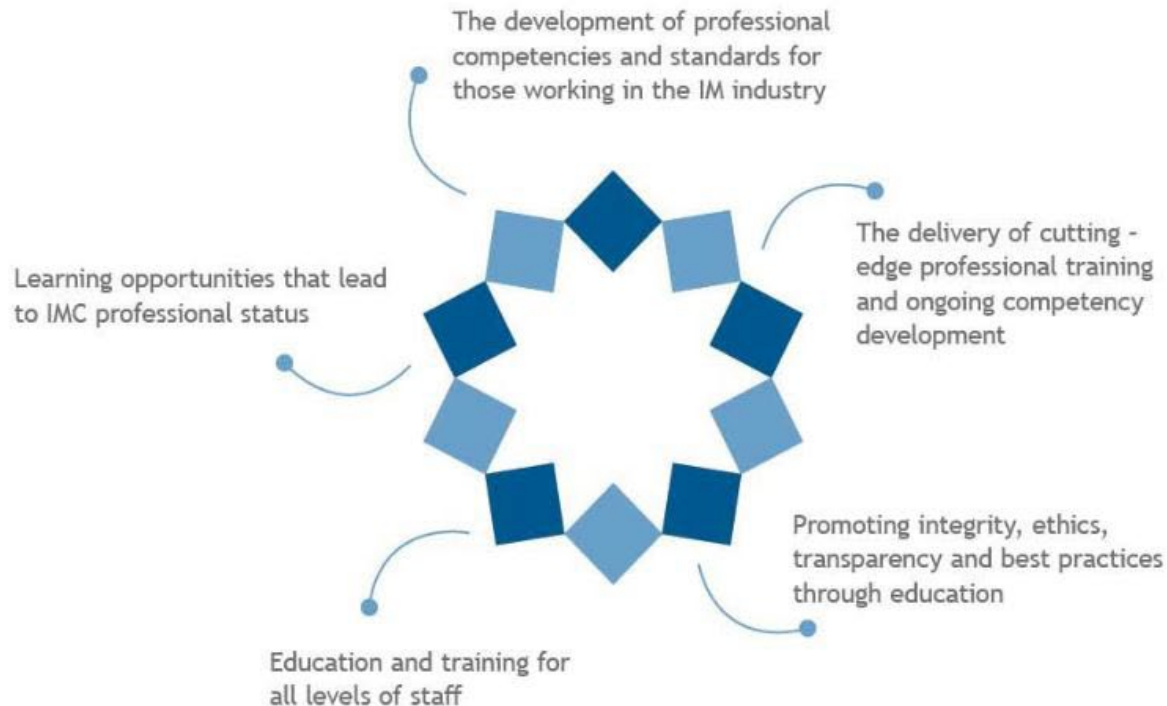 The development of professional
competencies and standards for
those working in the IM industry
The delivery of cutting -
edge professional training
and ongoing competency
development
Learning opportunities that lead
to IMC professional status
Promoting integrity, ethics,
transparency and best practices
through education
Education and training for
all levels of staff